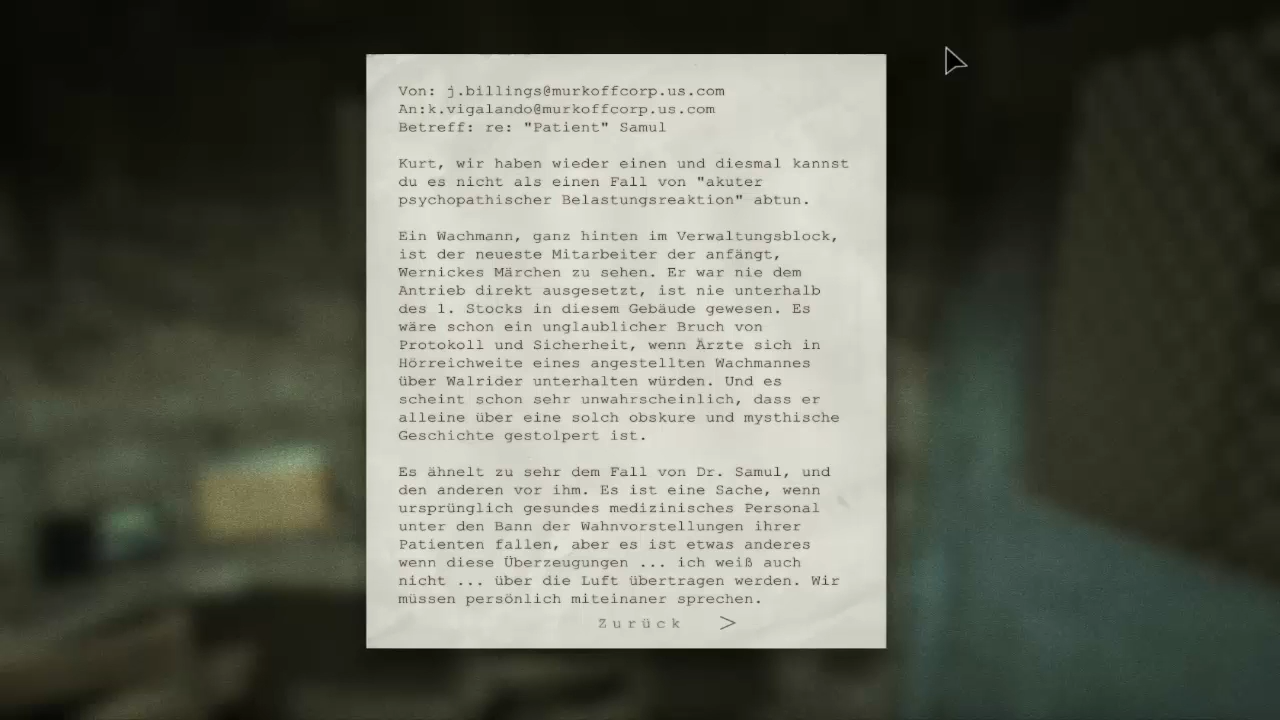 Von: j.billings@murkoffcorp.us.com
An:k.vigalando@murkoffcorp.us.com
Betreff: re: "Patient" Samul
Kurt, wir haben wieder einen und diesmal kannst
du es nicht als einen Fall von "akuter
psychopathischer Belastungsreaktion" abtun.
Ein Wachmann, ganz hinten im Verwaltungsblock,
ist der neueste Mitarbeiter der anfängt,
Wernickes Märchen zu sehen. Er war nie dem
Antrieb direkt ausgesetzt, ist nie unterhalb
des 1. Stocks in diesem Gebäude gewesen. Es
wäre schon ein unglaublicher Bruch von
Protokoll und Sicherheit, wenn Ärzte sich in
Hörreichweite eines angestellten Wachmannes
über Walrider unterhalten würden. Und es
scheint schon sehr unwahrscheinlich, dass er
alleine über eine solch obskure und mysthische
Geschichte gestolpert ist.
Es ähnelt zu sehr dem Fall von Dr. Samul, und
den anderen vor ihm. Es ist eine Sache, wenn
ursprünglich gesundes medizinisches Personal
unter den Bann der Wahnvorstellungen ihrer
Patienten fallen, aber es ist etwas anderes
wenn diese Überzeugungen ... ich weiß auch
nicht ... über die Luft übertragen werden. Wir
müssen persönlich miteinaner sprechen.
Zurück >